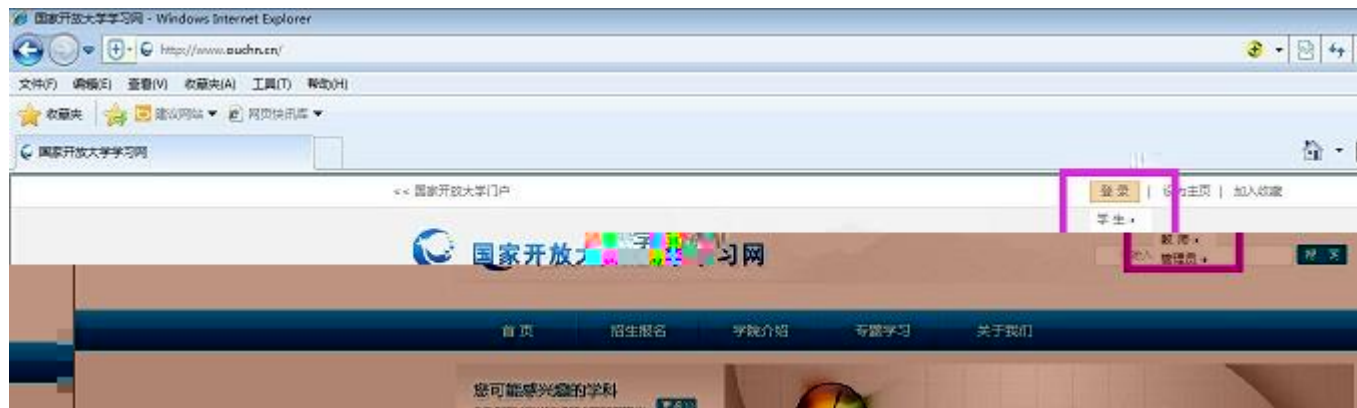 国家开放大学学习网 - Windows Internet Explorer
http://www.ouchn.cn/
文件(F) 编辑(E) 查看(V) 收藏夹(A) 工具(T) 帮助(H)
收藏夹 建议网站 网页快讯库
国家开放大学学习网
<< 国家开放大学门户 登录 | 设为主页 | 加入收藏
学生
国家开放大学学习网 教师
管理员 搜索
首页 招生报名 学院介绍 专题学习 关于我们
您可能感兴趣的学科